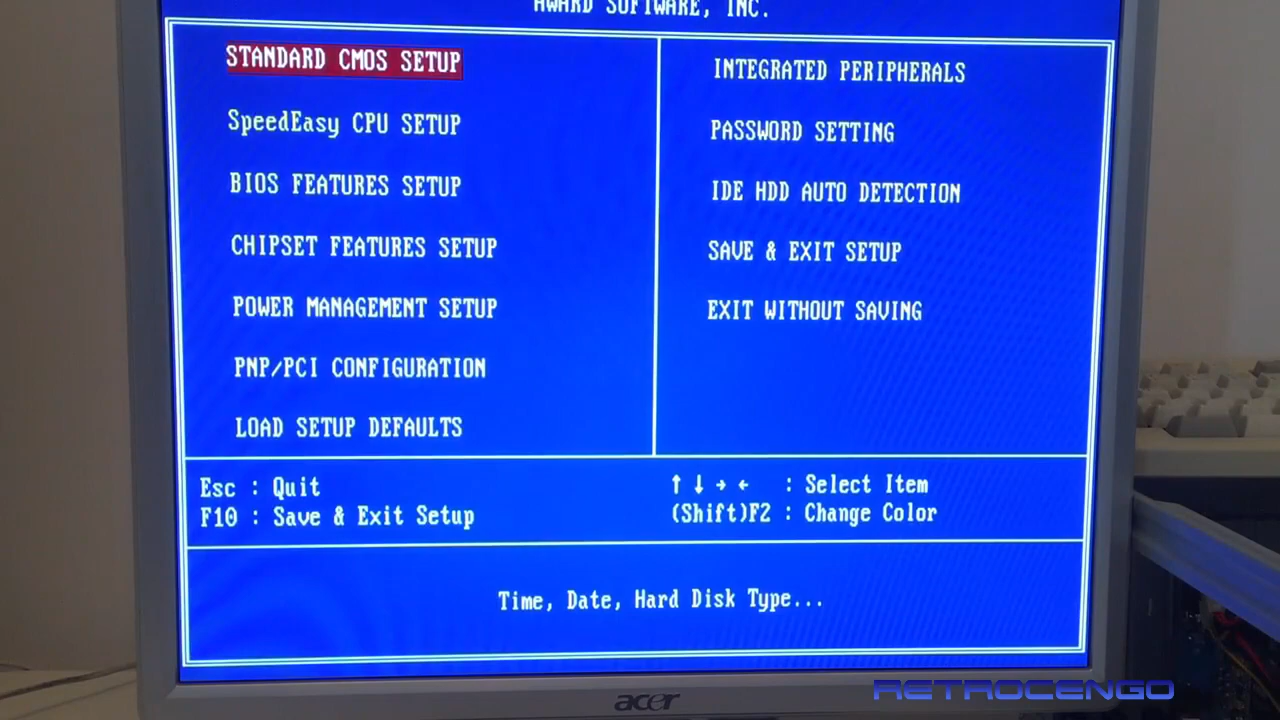 AWARD SOFTWARE, INC.
STANDARD CMOS SETUP
SpeedEasy CPU SETUP
BIOS FEATURES SETUP
CHIPSET FEATURES SETUP
POWER MANAGEMENT SETUP
PNP/PCI CONFIGURATION
LOAD SETUP DEFAULTS
INTEGRATED PERIPHERALS
PASSWORD SETTING
IDE HDD AUTO DETECTION
SAVE & EXIT SETUP
EXIT WITHOUT SAVING
Esc : Quit
F10 : Save & Exit Setup
↑ ↓ → ← : Select Item
(Shift)F2 : Change Color
Time, Date, Hard Disk Type...
acer
RETROCENGO